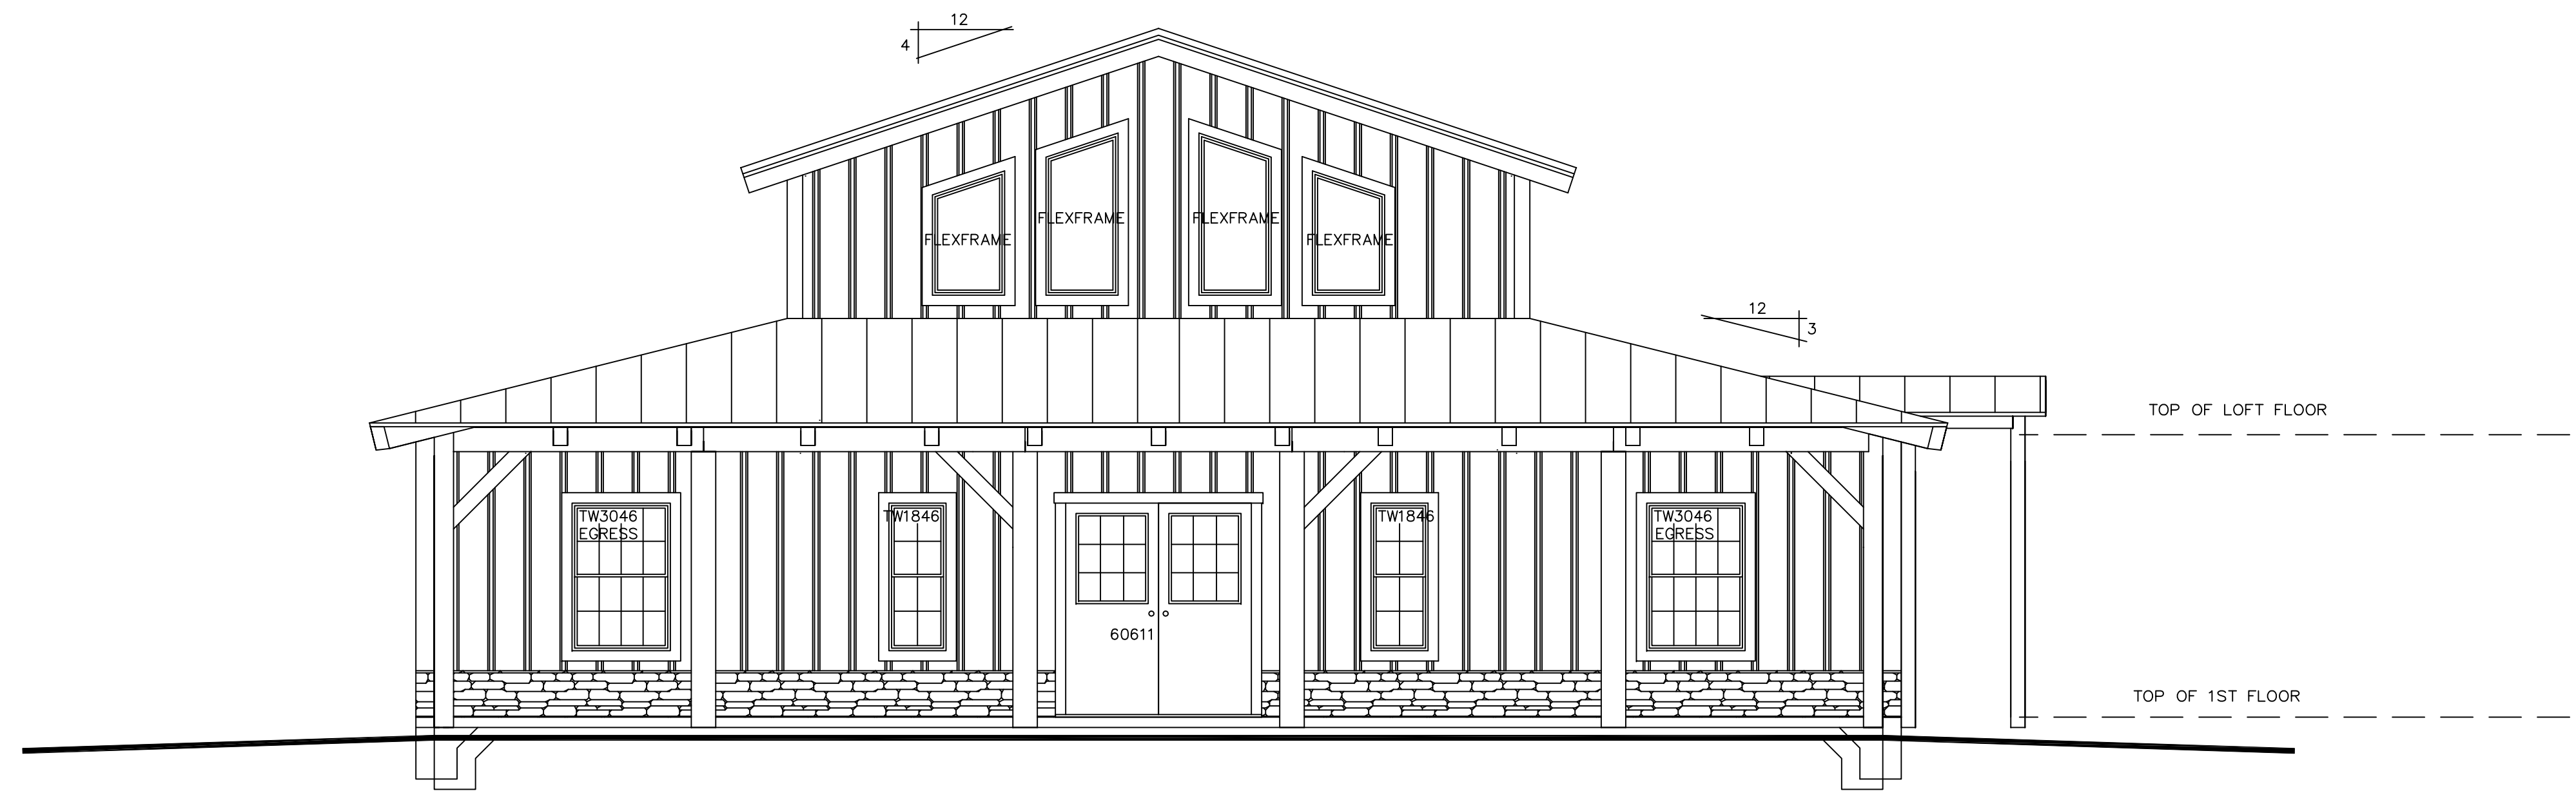 12
4
FLEXFRAME
FLEXFRAME
FLEXFRAME
FLEXFRAME
12
3
TOP OF LOFT FLOOR
TW3046
EGRESS
TW1846
TW1846
TW3046
EGRESS
60611
TOP OF 1ST FLOOR